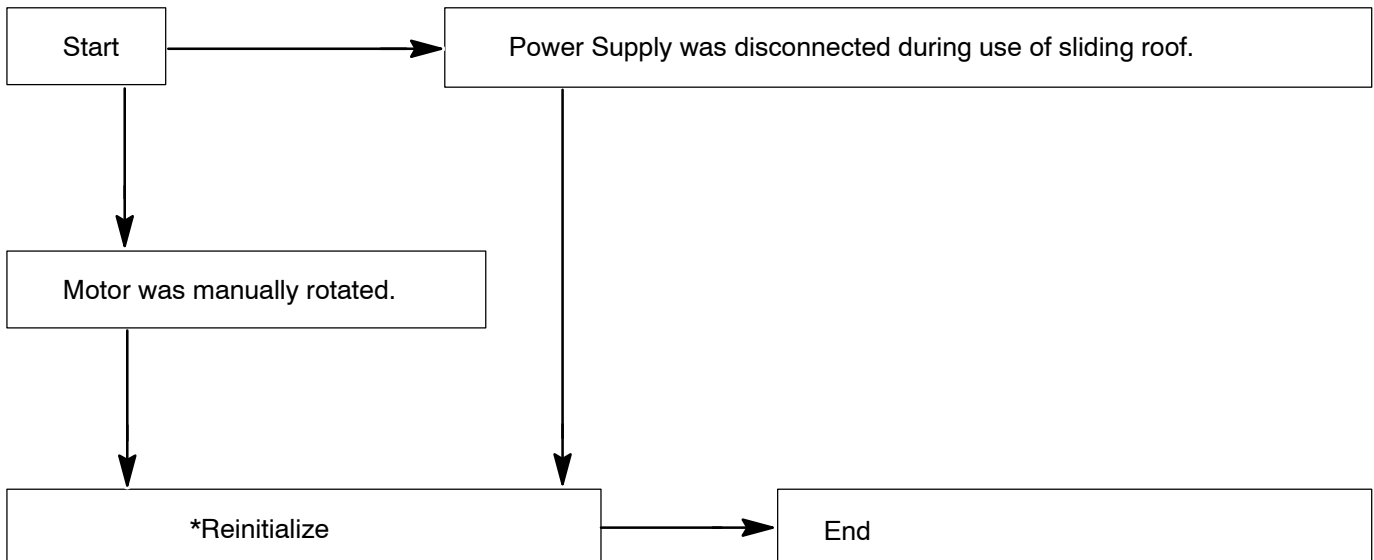 Start
Power Supply was disconnected during use of sliding roof.
Motor was manually rotated.
*Reinitialize
End